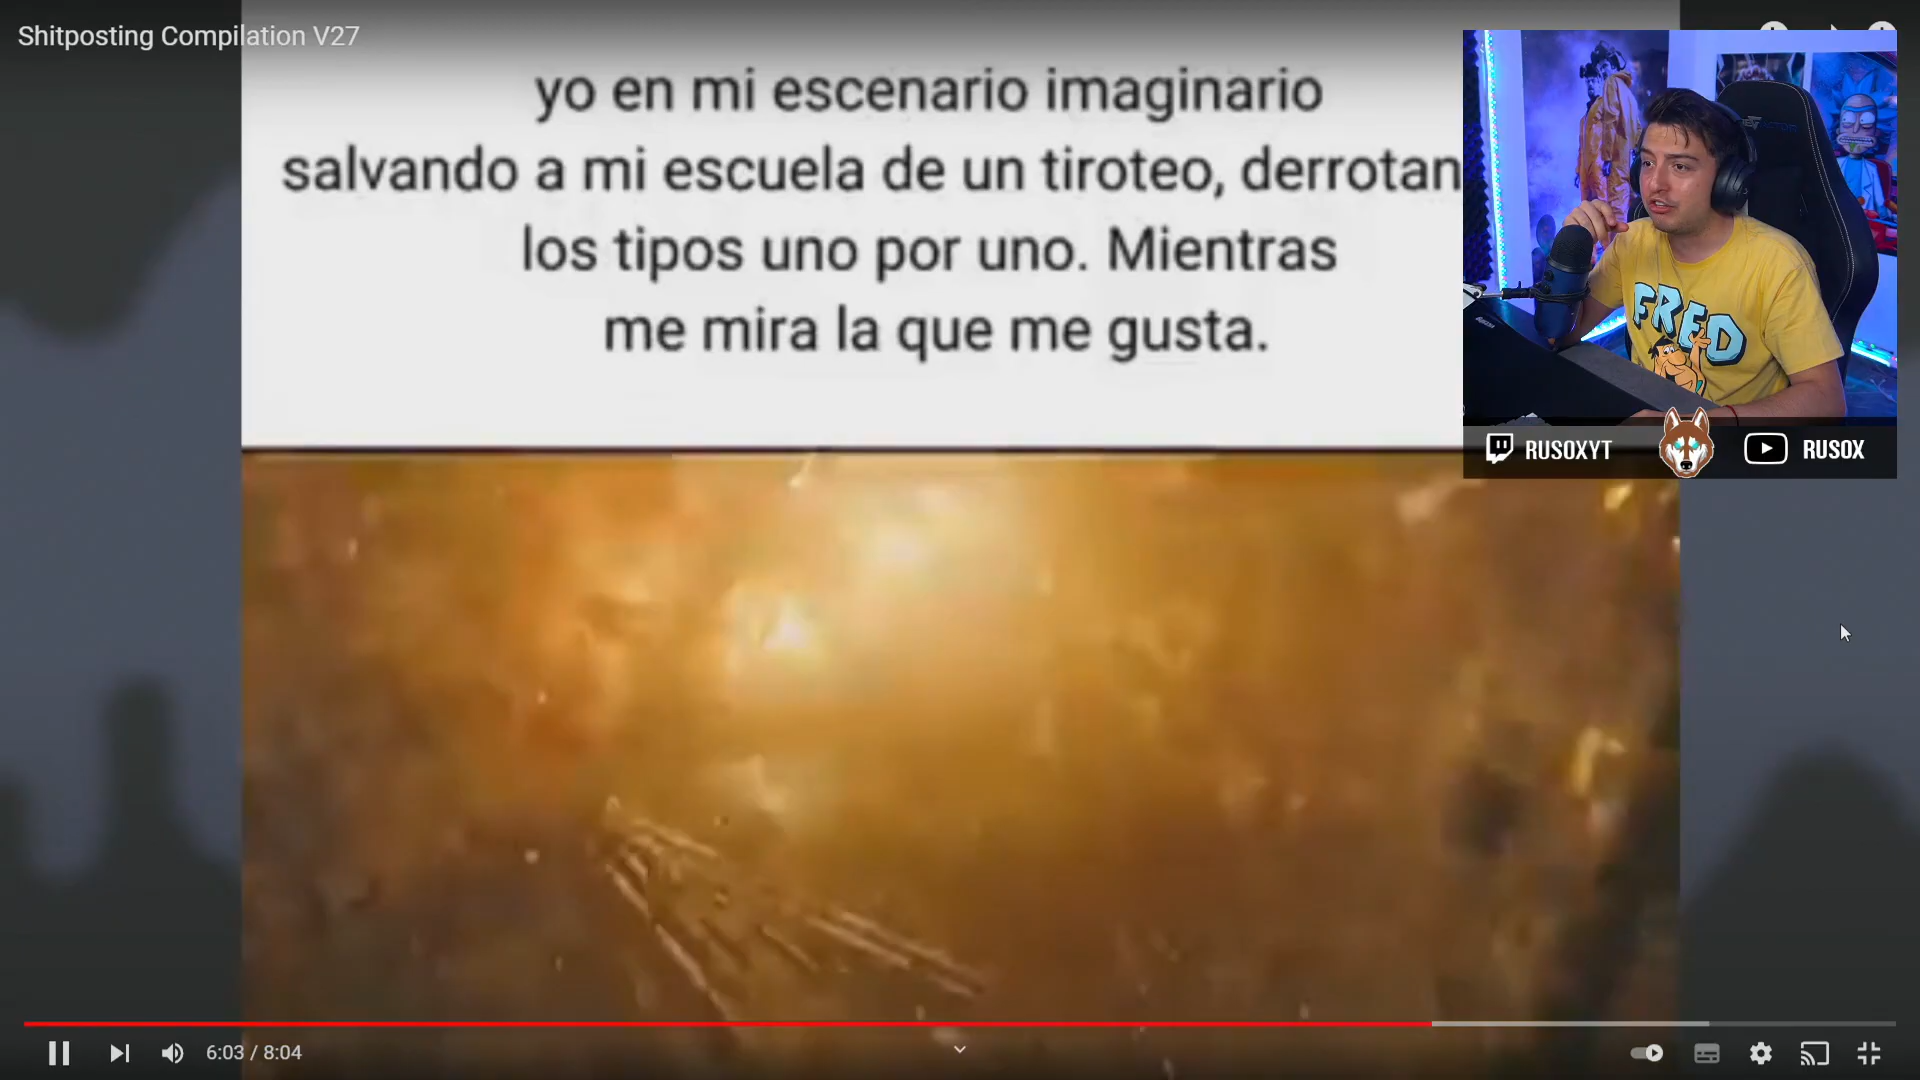 Shitposting Compilation V27
yo en mi escenario imaginario
salvando a mi escuela de un tiroteo, derrotan
los tipos uno por uno. Mientras
me mira la que me gusta.
FRED
RUSOXYT
RUSOX
6:03 / 8:04